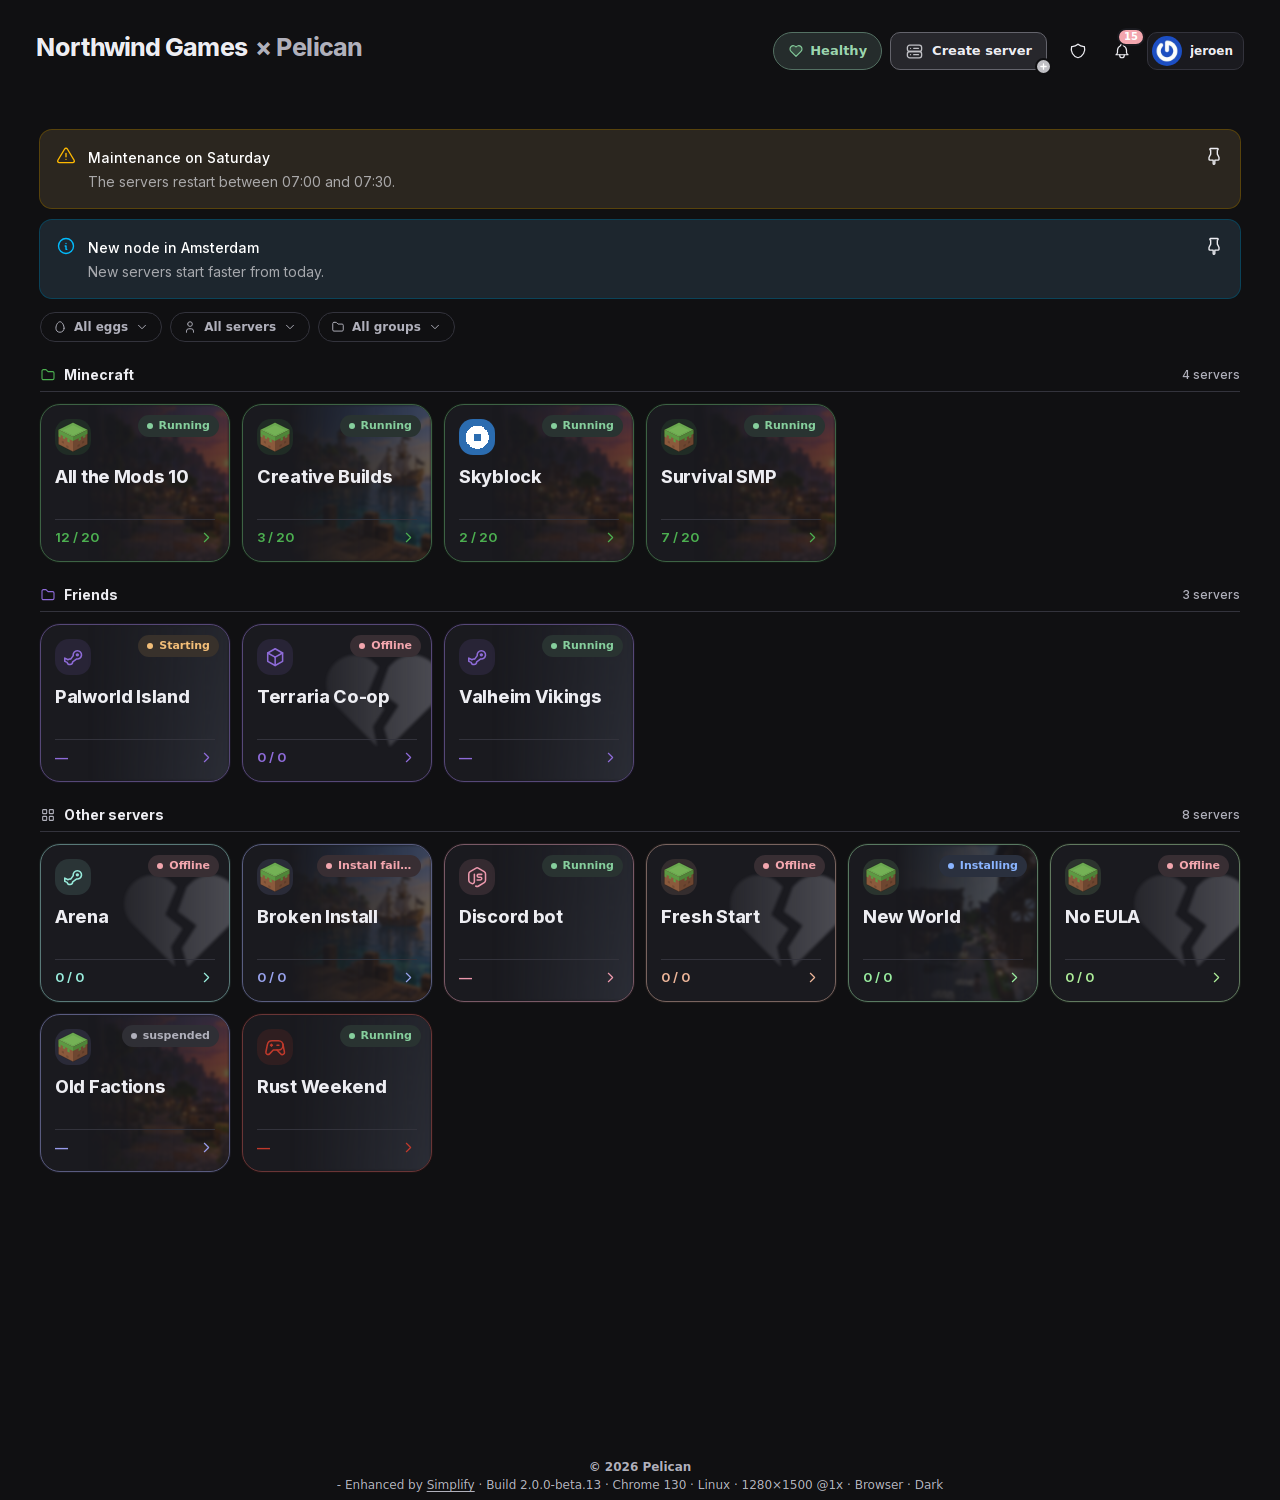 Northwind Games × Pelican
Healthy
Create server
15
jeroen
Maintenance on Saturday
The servers restart between 07:00 and 07:30.
New node in Amsterdam
New servers start faster from today.
All eggs
All servers
All groups
Minecraft
4 servers
Running
All the Mods 10
12 / 20
Running
Creative Builds
3 / 20
Running
Skyblock
2 / 20
Running
Survival SMP
7 / 20
Friends
3 servers
Starting
Palworld Island
—
Offline
Terraria Co-op
0 / 0
Running
Valheim Vikings
—
Other servers
8 servers
Offline
Arena
0 / 0
Install fail...
Broken Install
0 / 0
Running
JS
Discord bot
—
Offline
Fresh Start
0 / 0
Installing
New World
0 / 0
Offline
No EULA
0 / 0
suspended
Old Factions
—
Running
Rust Weekend
—
© 2026 Pelican
- Enhanced by Simplify · Build 2.0.0-beta.13 · Chrome 130 · Linux · 1280×1500 @1x · Browser · Dark